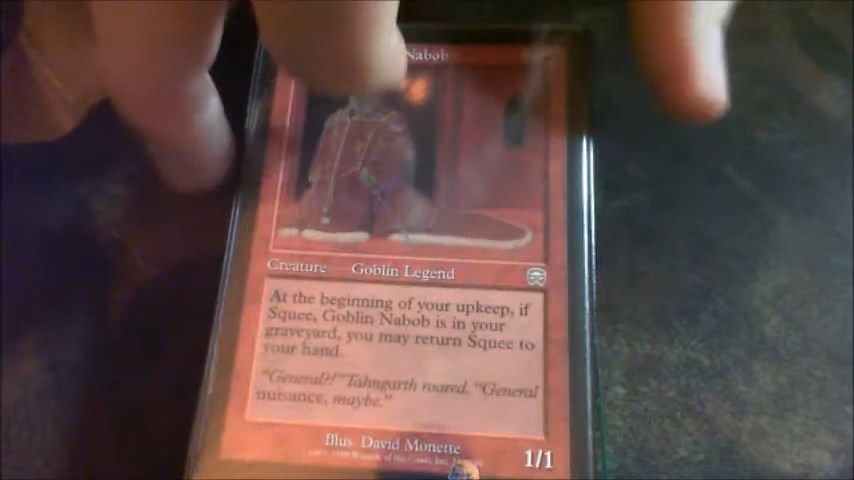 Nabob
Creature Goblin Legend
At the beginning of your upkeep, if
Squee, Goblin Nabob is in your
graveyard, you may return Squee to
your hand.
"General?!" Tahngarth roared. "General
nuisance, maybe."
Illus. David Monette
1/1